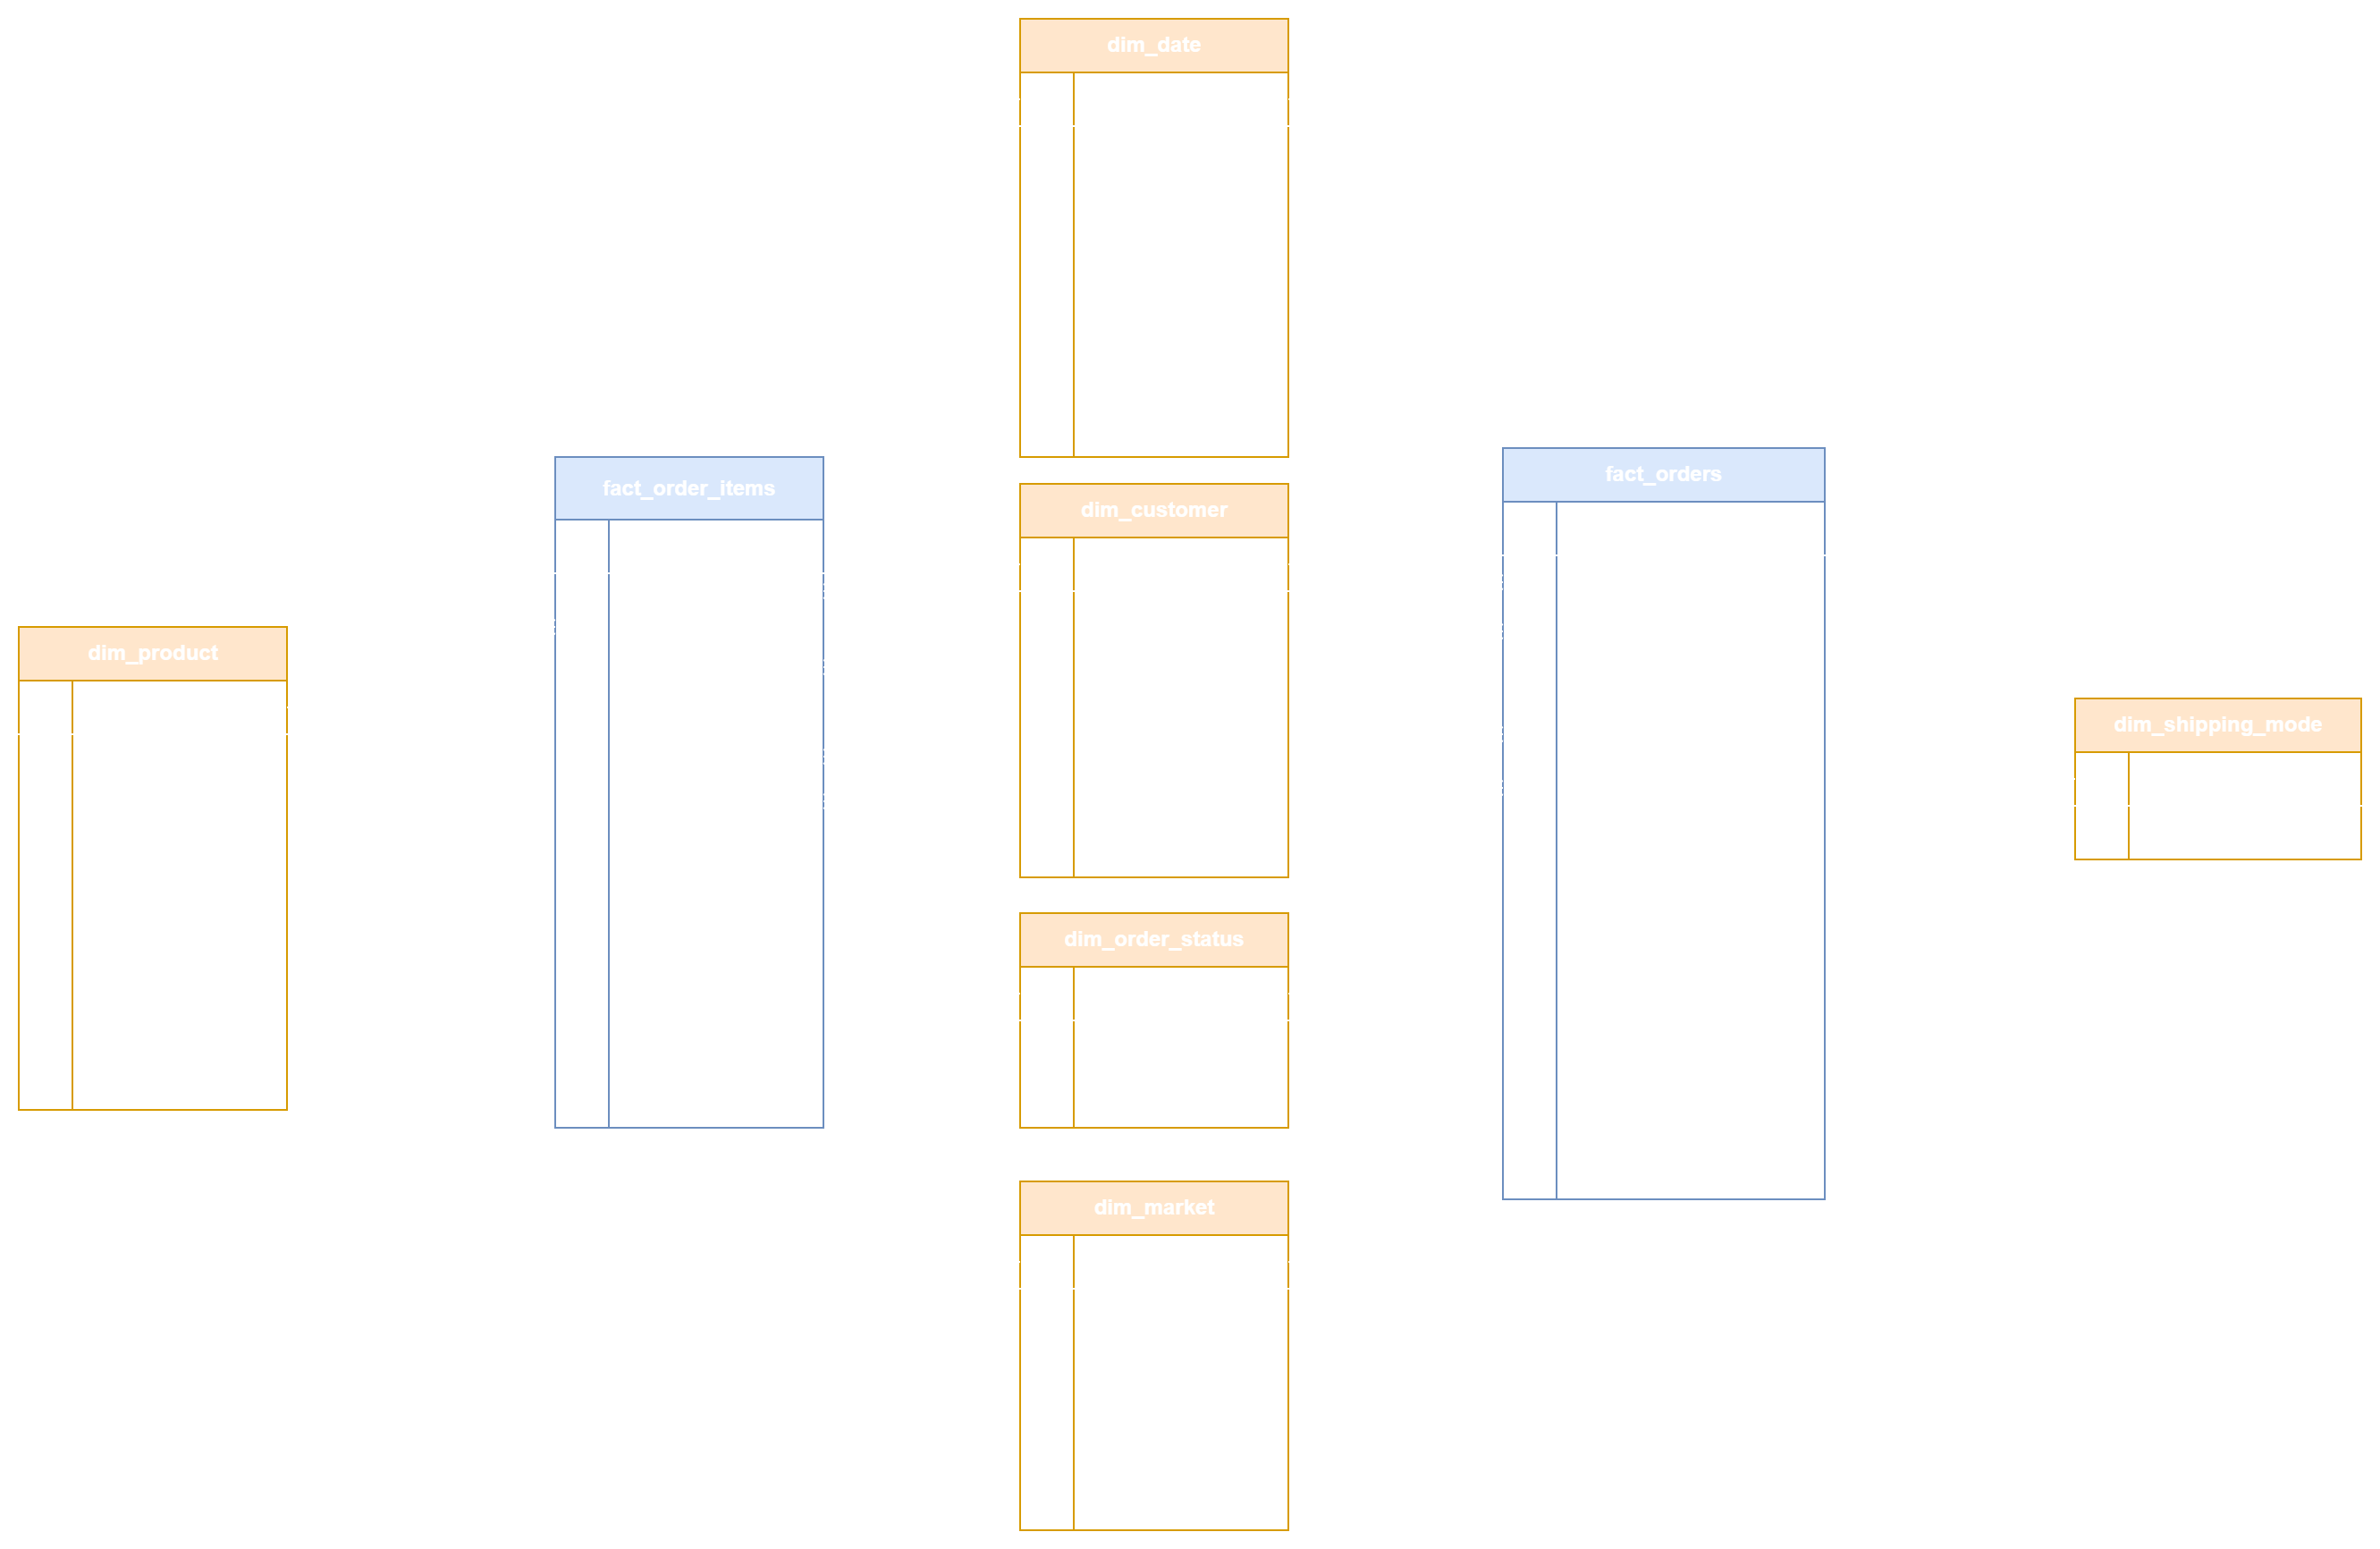 dim_date
fact_orders
fact_order_items
dim_customer
dim_product
dim_shipping_mode
dim_order_status
dim_market